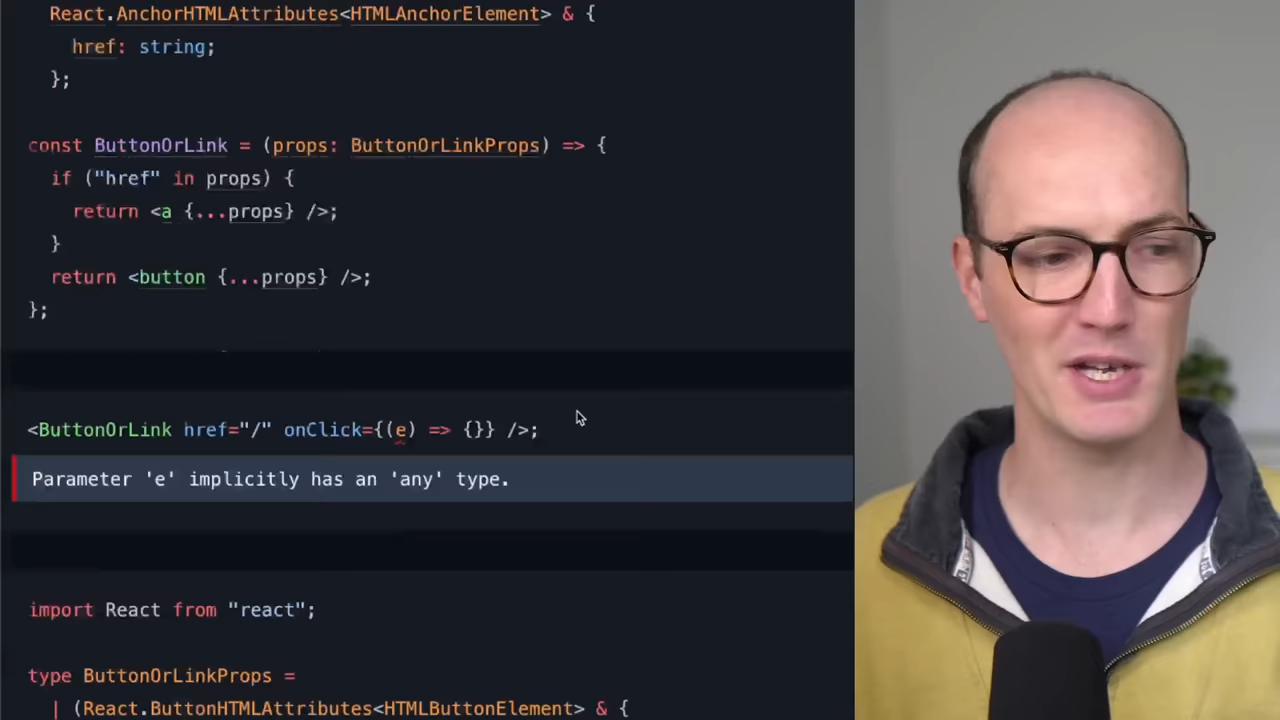 React.AnchorHTMLAttributes<HTMLAnchorElement> & {
href: string;
};
const ButtonOrLink = (props: ButtonOrLinkProps) => {
if ("href" in props) {
return <a {...props} />;
}
return <button {...props} />;
};
<ButtonOrLink href="/" onClick={(e) => {}} />;
Parameter 'e' implicitly has an 'any' type.
import React from "react";
type ButtonOrLinkProps =
| (React.ButtonHTMLAttributes<HTMLButtonElement> & {